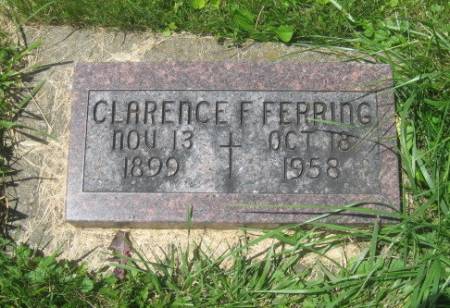 CLARENCE F FERRING
NOV 13 OCT 18
1899 1958